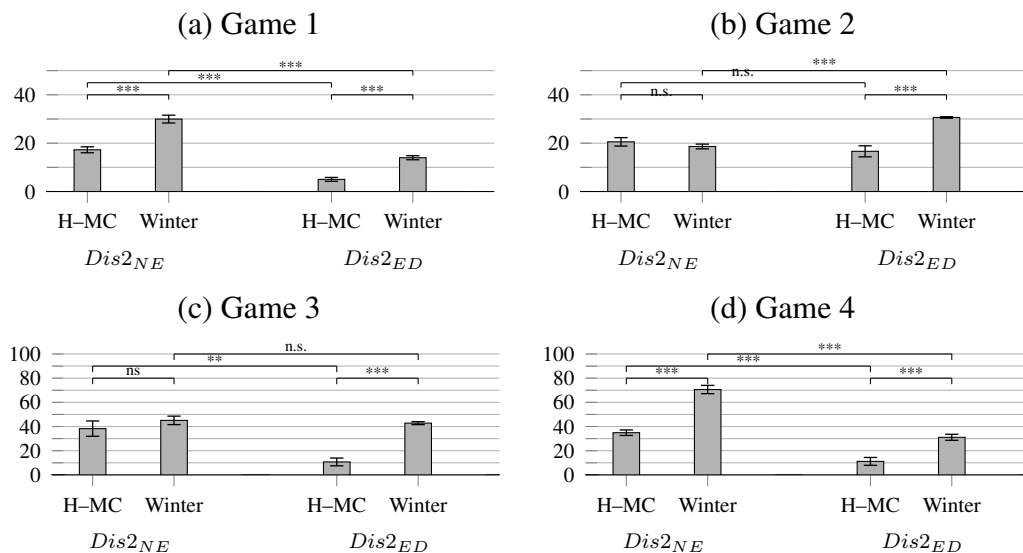 (a) Game 1
(b) Game 2
***
***
***
***
40
20
0
H–MC Winter H–MC Winter
Dis2NE Dis2ED
***
n.s.
n.s.
***
40
20
0
H–MC Winter H–MC Winter
Dis2NE Dis2ED
(c) Game 3
(d) Game 4
n.s.
**
ns
***
100
80
60
40
20
0
H–MC Winter H–MC Winter
Dis2NE Dis2ED
***
***
***
***
100
80
60
40
20
0
H–MC Winter H–MC Winter
Dis2NE Dis2ED